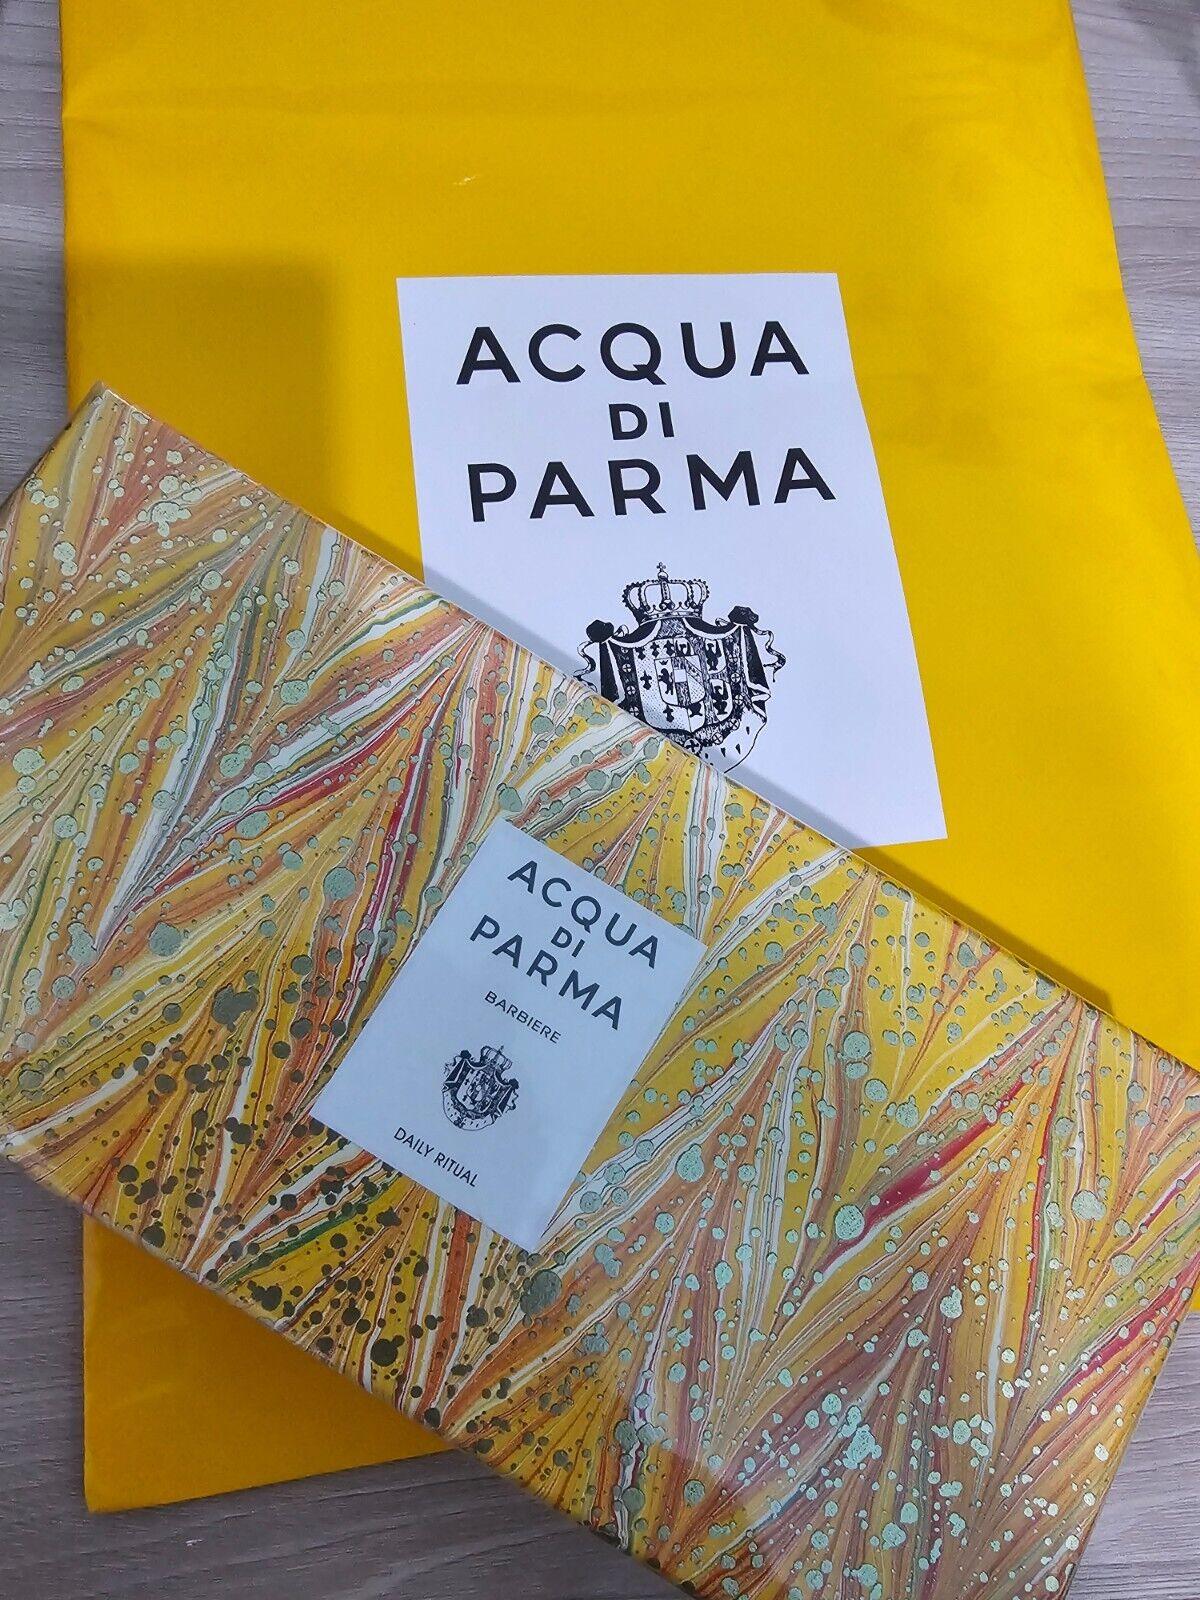 ACQUA
DI
PARMA
ACQUA
DI
PARMA
BARBIERE
DAILY RITUAL